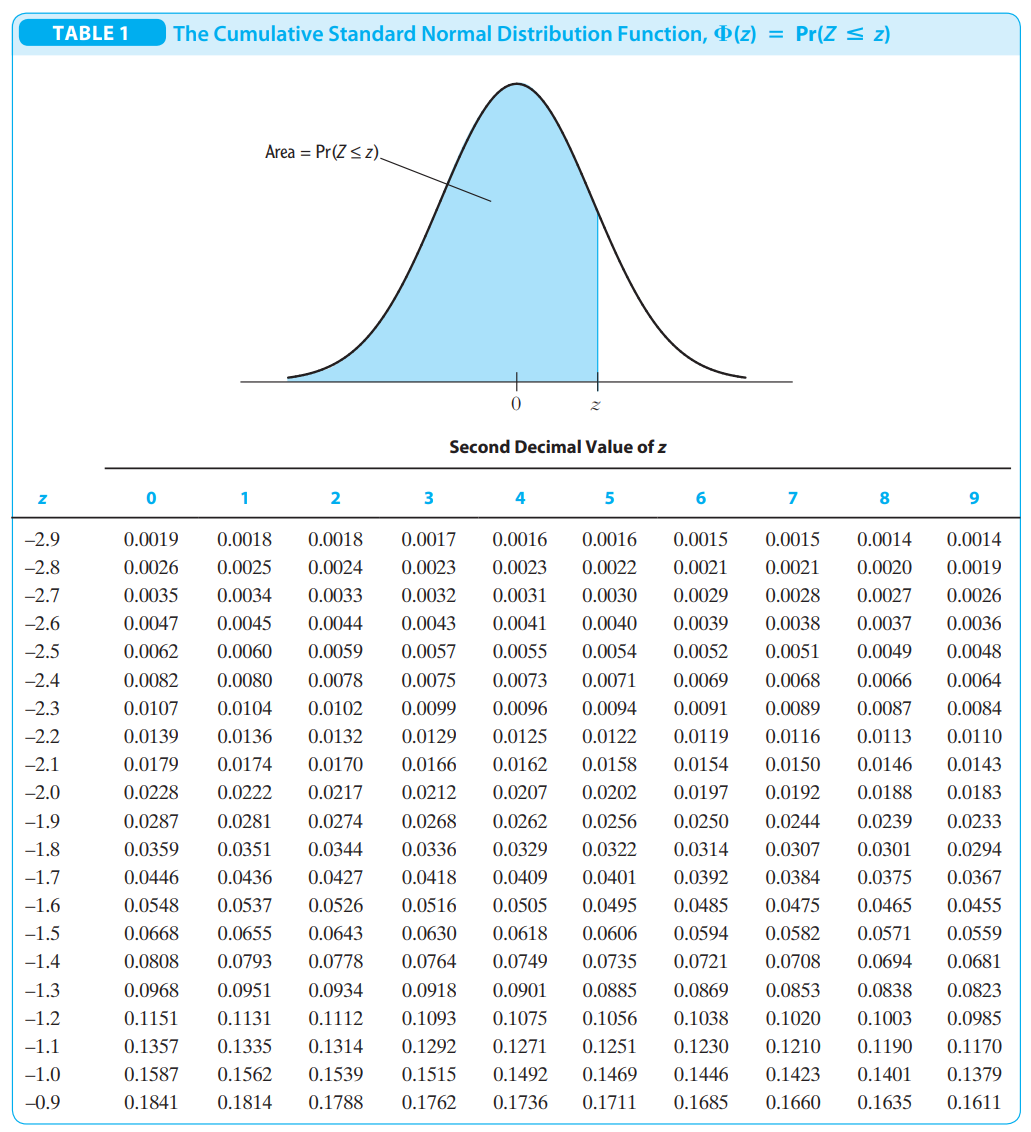 TABLE 1 The Cumulative Standard Normal Distribution Function, Φ(z) = Pr(Z ≤ z)
Area = Pr(Z ≤ z)
0 z
Second Decimal Value of z
z 0 1 2 3 4 5 6 7 8 9
–2.9 0.0019 0.0018 0.0018 0.0017 0.0016 0.0016 0.0015 0.0015 0.0014 0.0014
–2.8 0.0026 0.0025 0.0024 0.0023 0.0023 0.0022 0.0021 0.0021 0.0020 0.0019
–2.7 0.0035 0.0034 0.0033 0.0032 0.0031 0.0030 0.0029 0.0028 0.0027 0.0026
–2.6 0.0047 0.0045 0.0044 0.0043 0.0041 0.0040 0.0039 0.0038 0.0037 0.0036
–2.5 0.0062 0.0060 0.0059 0.0057 0.0055 0.0054 0.0052 0.0051 0.0049 0.0048
–2.4 0.0082 0.0080 0.0078 0.0075 0.0073 0.0071 0.0069 0.0068 0.0066 0.0064
–2.3 0.0107 0.0104 0.0102 0.0099 0.0096 0.0094 0.0091 0.0089 0.0087 0.0084
–2.2 0.0139 0.0136 0.0132 0.0129 0.0125 0.0122 0.0119 0.0116 0.0113 0.0110
–2.1 0.0179 0.0174 0.0170 0.0166 0.0162 0.0158 0.0154 0.0150 0.0146 0.0143
–2.0 0.0228 0.0222 0.0217 0.0212 0.0207 0.0202 0.0197 0.0192 0.0188 0.0183
–1.9 0.0287 0.0281 0.0274 0.0268 0.0262 0.0256 0.0250 0.0244 0.0239 0.0233
–1.8 0.0359 0.0351 0.0344 0.0336 0.0329 0.0322 0.0314 0.0307 0.0301 0.0294
–1.7 0.0446 0.0436 0.0427 0.0418 0.0409 0.0401 0.0392 0.0384 0.0375 0.0367
–1.6 0.0548 0.0537 0.0526 0.0516 0.0505 0.0495 0.0485 0.0475 0.0465 0.0455
–1.5 0.0668 0.0655 0.0643 0.0630 0.0618 0.0606 0.0594 0.0582 0.0571 0.0559
–1.4 0.0808 0.0793 0.0778 0.0764 0.0749 0.0735 0.0721 0.0708 0.0694 0.0681
–1.3 0.0968 0.0951 0.0934 0.0918 0.0901 0.0885 0.0869 0.0853 0.0838 0.0823
–1.2 0.1151 0.1131 0.1112 0.1093 0.1075 0.1056 0.1038 0.1020 0.1003 0.0985
–1.1 0.1357 0.1335 0.1314 0.1292 0.1271 0.1251 0.1230 0.1210 0.1190 0.1170
–1.0 0.1587 0.1562 0.1539 0.1515 0.1492 0.1469 0.1446 0.1423 0.1401 0.1379
–0.9 0.1841 0.1814 0.1788 0.1762 0.1736 0.1711 0.1685 0.1660 0.1635 0.1611